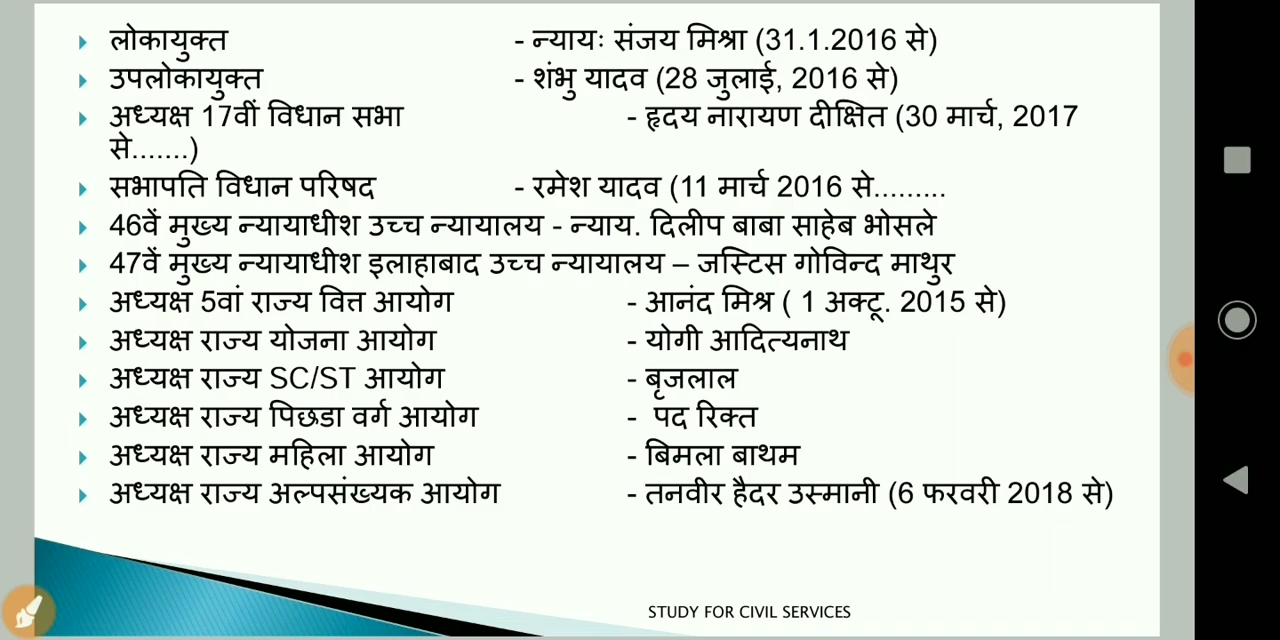 लोकायुक्त - न्यायः संजय मिश्रा (31.1.2016 से)
उपलोकायुक्त - शंभु यादव (28 जुलाई, 2016 से)
अध्यक्ष 17वीं विधान सभा - हृदय नारायण दीक्षित (30 मार्च, 2017
से.......)
सभापति विधान परिषद - रमेश यादव (11 मार्च 2016 से.........
46वें मुख्य न्यायाधीश उच्च न्यायालय - न्याय. दिलीप बाबा साहेब भोसले
47वें मुख्य न्यायाधीश इलाहाबाद उच्च न्यायालय – जस्टिस गोविन्द माथुर
अध्यक्ष 5वां राज्य वित्त आयोग - आनंद मिश्र ( 1 अक्टू. 2015 से)
अध्यक्ष राज्य योजना आयोग - योगी आदित्यनाथ
अध्यक्ष राज्य SC/ST आयोग - बृजलाल
अध्यक्ष राज्य पिछडा वर्ग आयोग - पद रिक्त
अध्यक्ष राज्य महिला आयोग - बिमला बाथम
अध्यक्ष राज्य अल्पसंख्यक आयोग - तनवीर हैदर उस्मानी (6 फरवरी 2018 से)
STUDY FOR CIVIL SERVICES